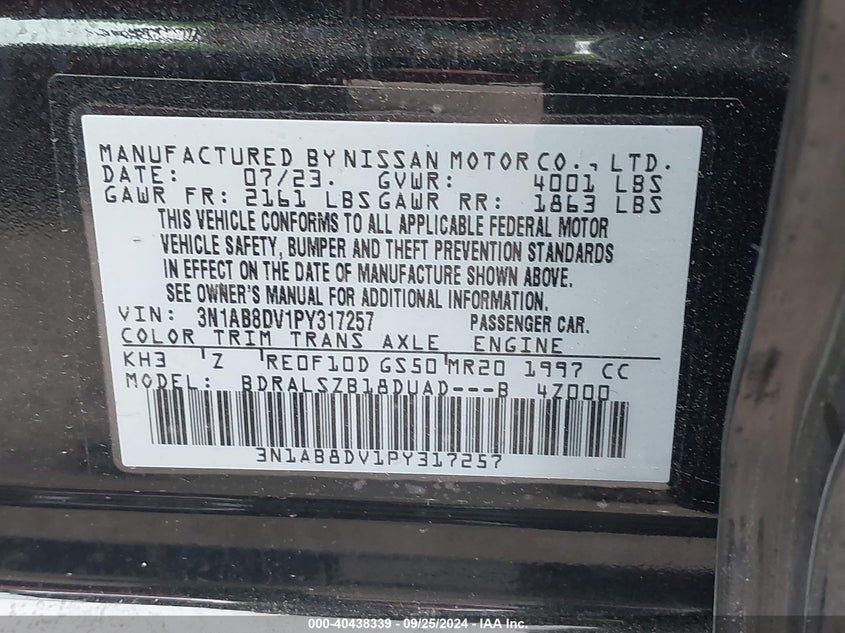 MANUFACTURED BY NISSAN MOTOR CO., LTD.
DATE: 07/23. GVWR: 4001 LBS
GAWR FR: 2161 LBS GAWR RR: 1863 LBS
THIS VEHICLE CONFORMS TO ALL APPLICABLE FEDERAL MOTOR
VEHICLE SAFETY, BUMPER AND THEFT PREVENTION STANDARDS
IN EFFECT ON THE DATE OF MANUFACTURE SHOWN ABOVE.
SEE OWNER'S MANUAL FOR ADDITIONAL INFORMATION.
VIN: 3N1AB8DV1PY317257 PASSENGER CAR.
COLOR TRIM TRANS AXLE ENGINE
KH3 Z RE0F10D GS50 MR20 1997 CC
MODEL: BDRALSZB18DUAD---B 4Z000
3N1AB8DV1PY317257
000-40438339 - 09/25/2024 - IAA Inc.